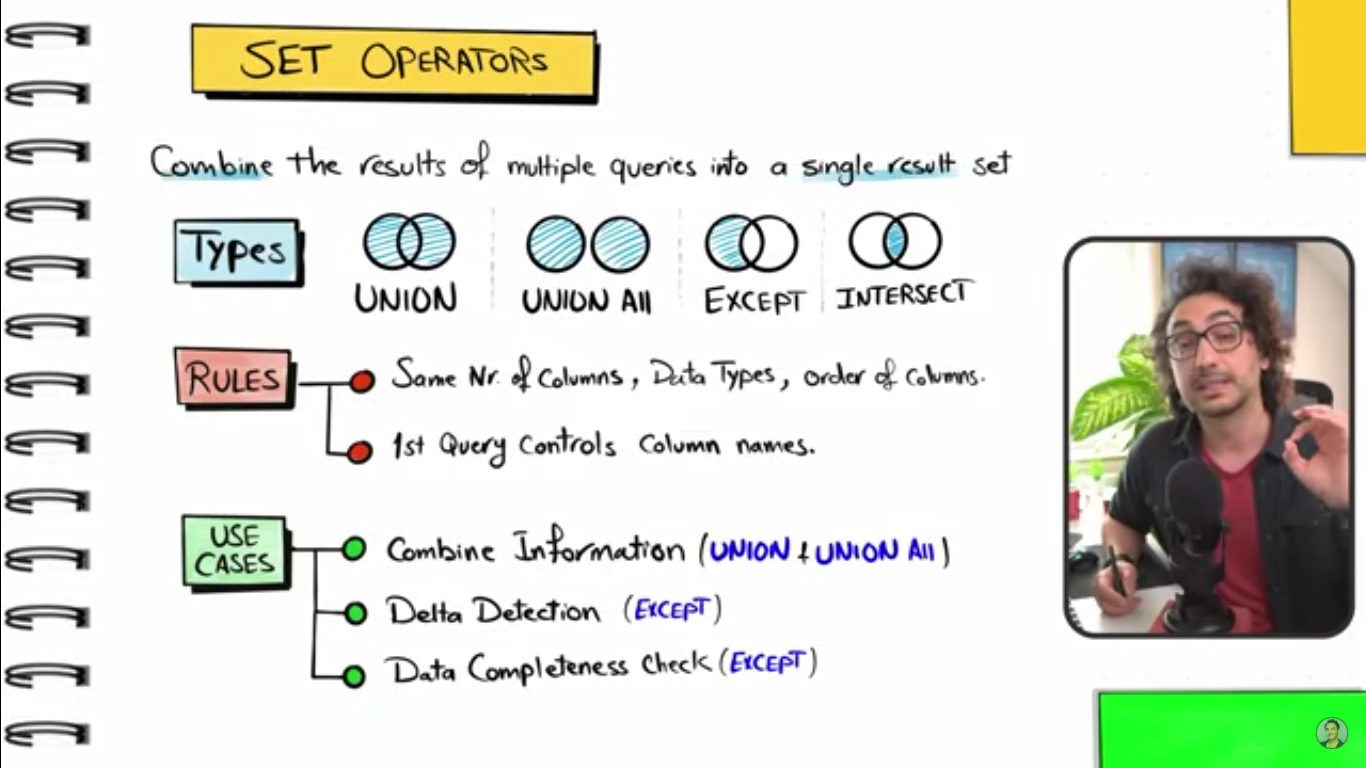 SET OPERATORS
Combine the results of multiple queries into a single result set
Types
UNION
UNION All
EXCEPT
INTERSECT
RULES
Same Nr. of Columns, Data Types, order of Columns.
1st Query Controls Column names.
USE CASES
Combine Information (UNION + UNION All)
Delta Detection (EXCEPT)
Data Completeness Check (EXCEPT)